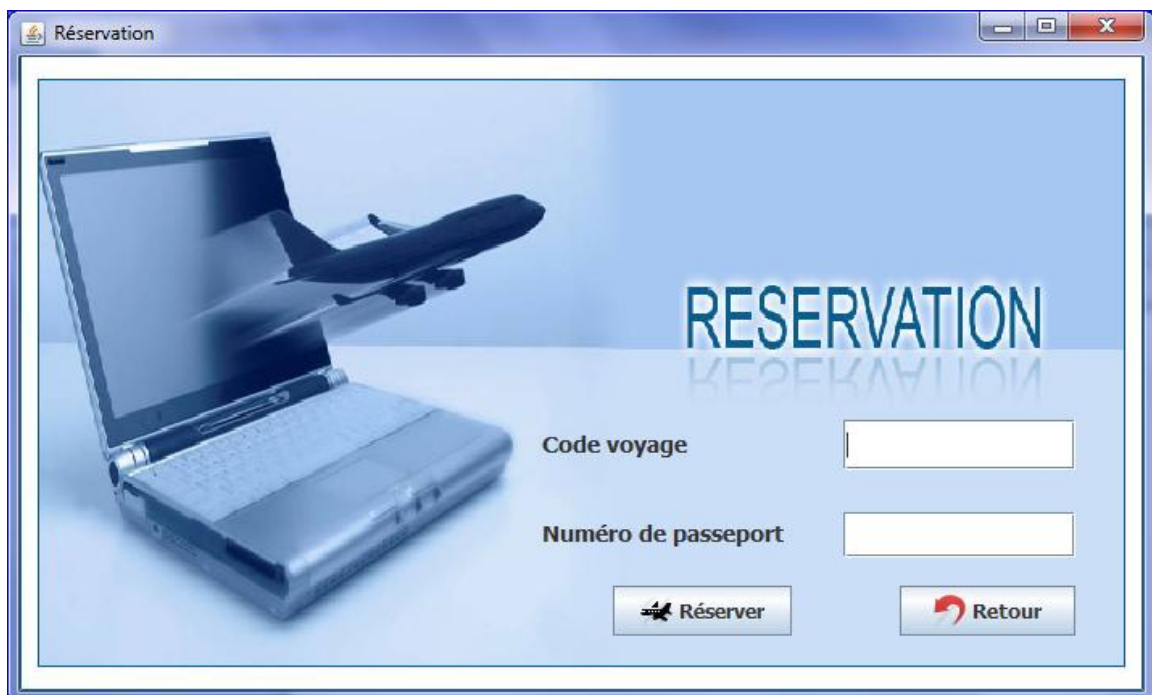 Réservation
RESERVATION
Code voyage
Numéro de passeport
Réserver
Retour